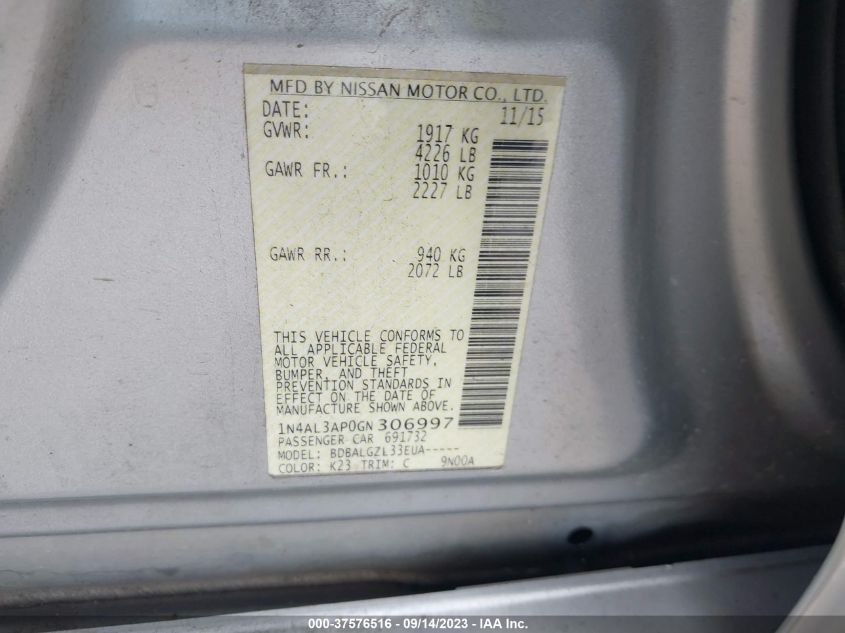 MFD BY NISSAN MOTOR CO., LTD.
DATE: 11/15
GVWR: 1917 KG
4226 LB
GAWR FR.: 1010 KG
2227 LB
GAWR RR.: 940 KG
2072 LB
THIS VEHICLE CONFORMS TO
ALL APPLICABLE FEDERAL
MOTOR VEHICLE SAFETY,
BUMPER, AND THEFT
PREVENTION STANDARDS IN
EFFECT ON THE DATE OF
MANUFACTURE SHOWN ABOVE.
1N4AL3AP0GN 306997
PASSENGER CAR 691732
MODEL: BDBALGZL33EUA-----
COLOR: K23 TRIM: C 9N00A
000-37576516 - 09/14/2023 - © IAA, Inc.